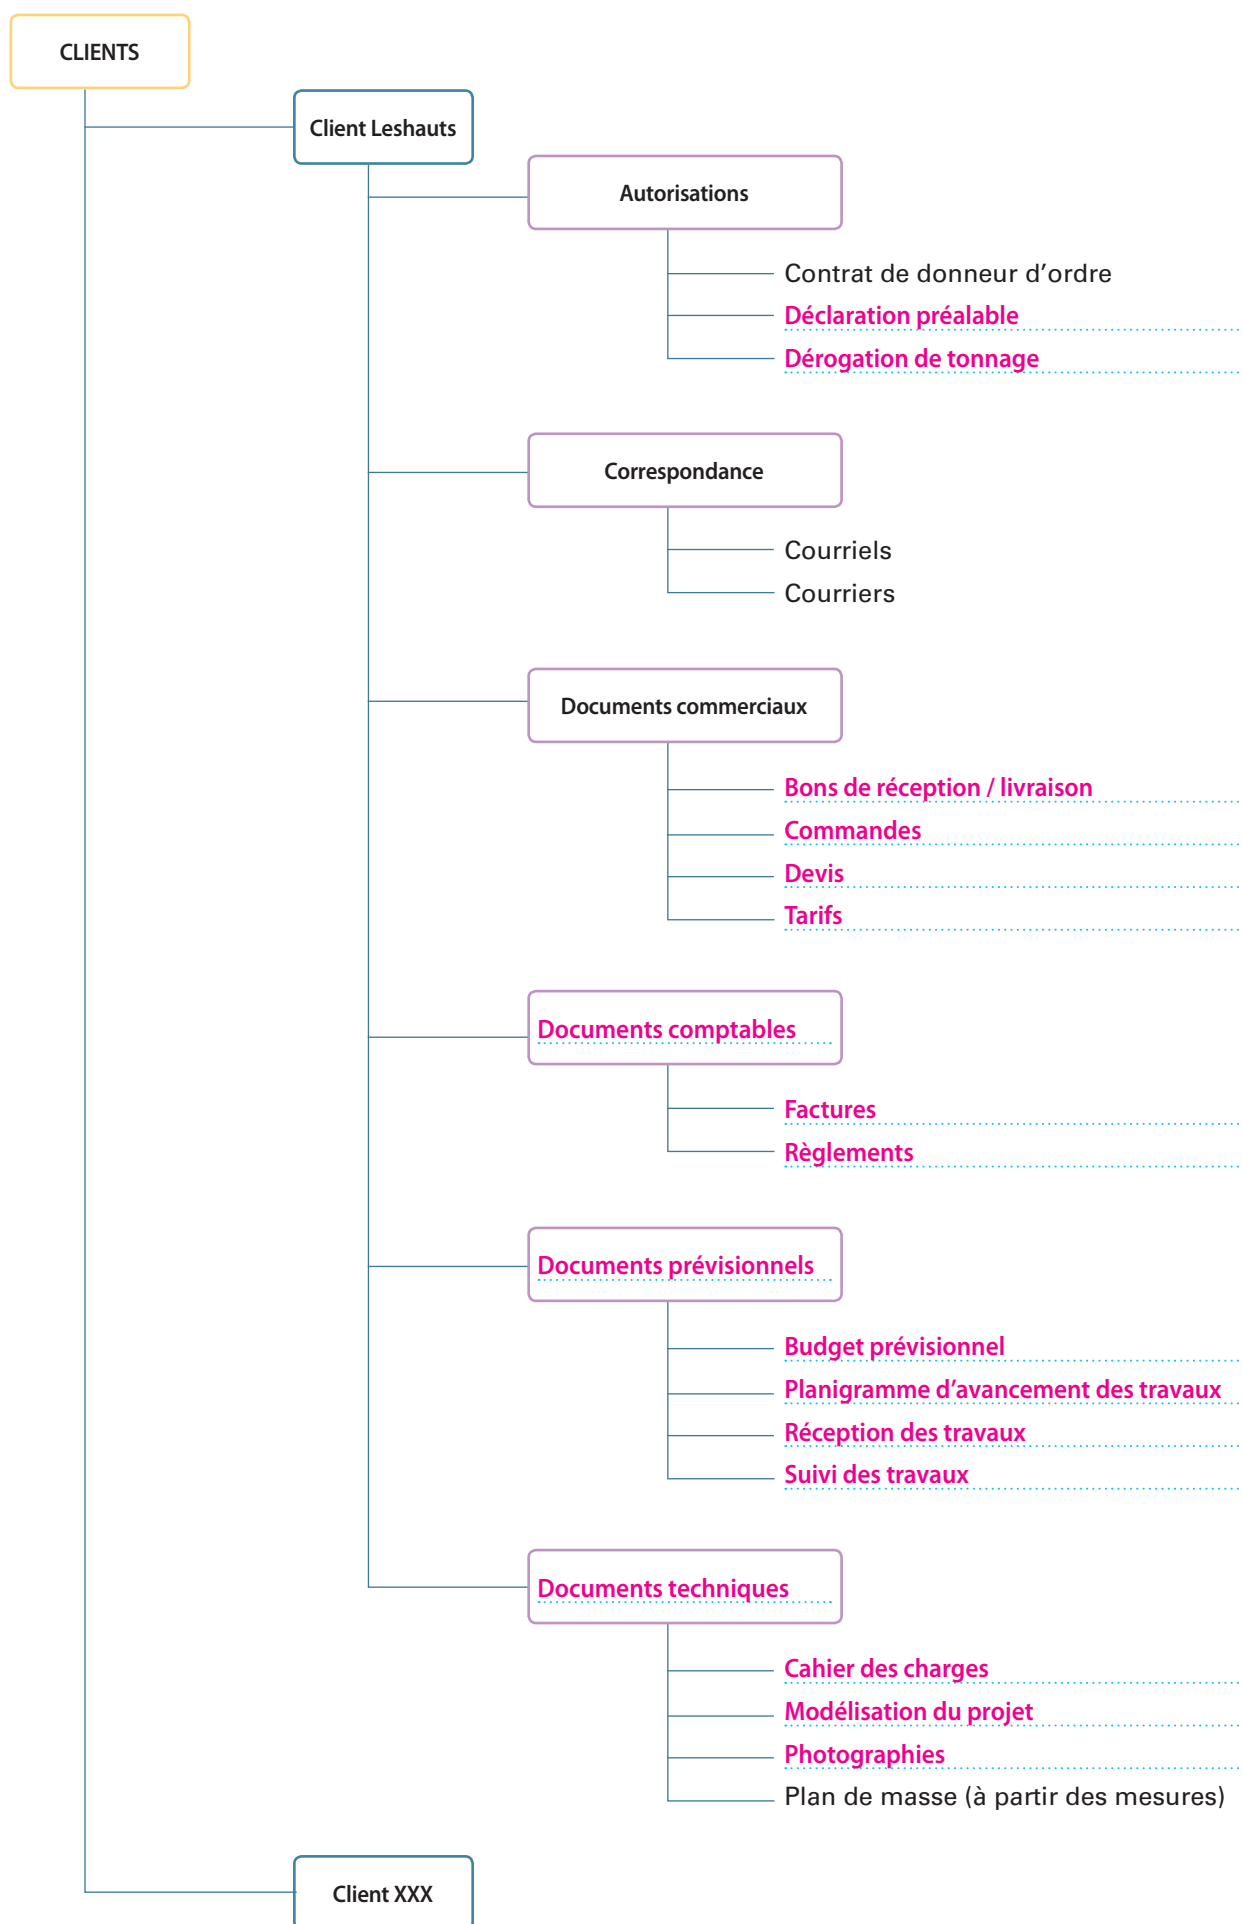 CLIENTS
Client Leshauts
Autorisations
Contrat de donneur d’ordre
Déclaration préalable
Dérogation de tonnage
Correspondance
Courriels
Courriers
Documents commerciaux
Bons de réception / livraison
Commandes
Devis
Tarifs
Documents comptables
Factures
Règlements
Documents prévisionnels
Budget prévisionnel
Planigramme d’avancement des travaux
Réception des travaux
Suivi des travaux
Documents techniques
Cahier des charges
Modélisation du projet
Photographies
Plan de masse (à partir des mesures)
Client XXX